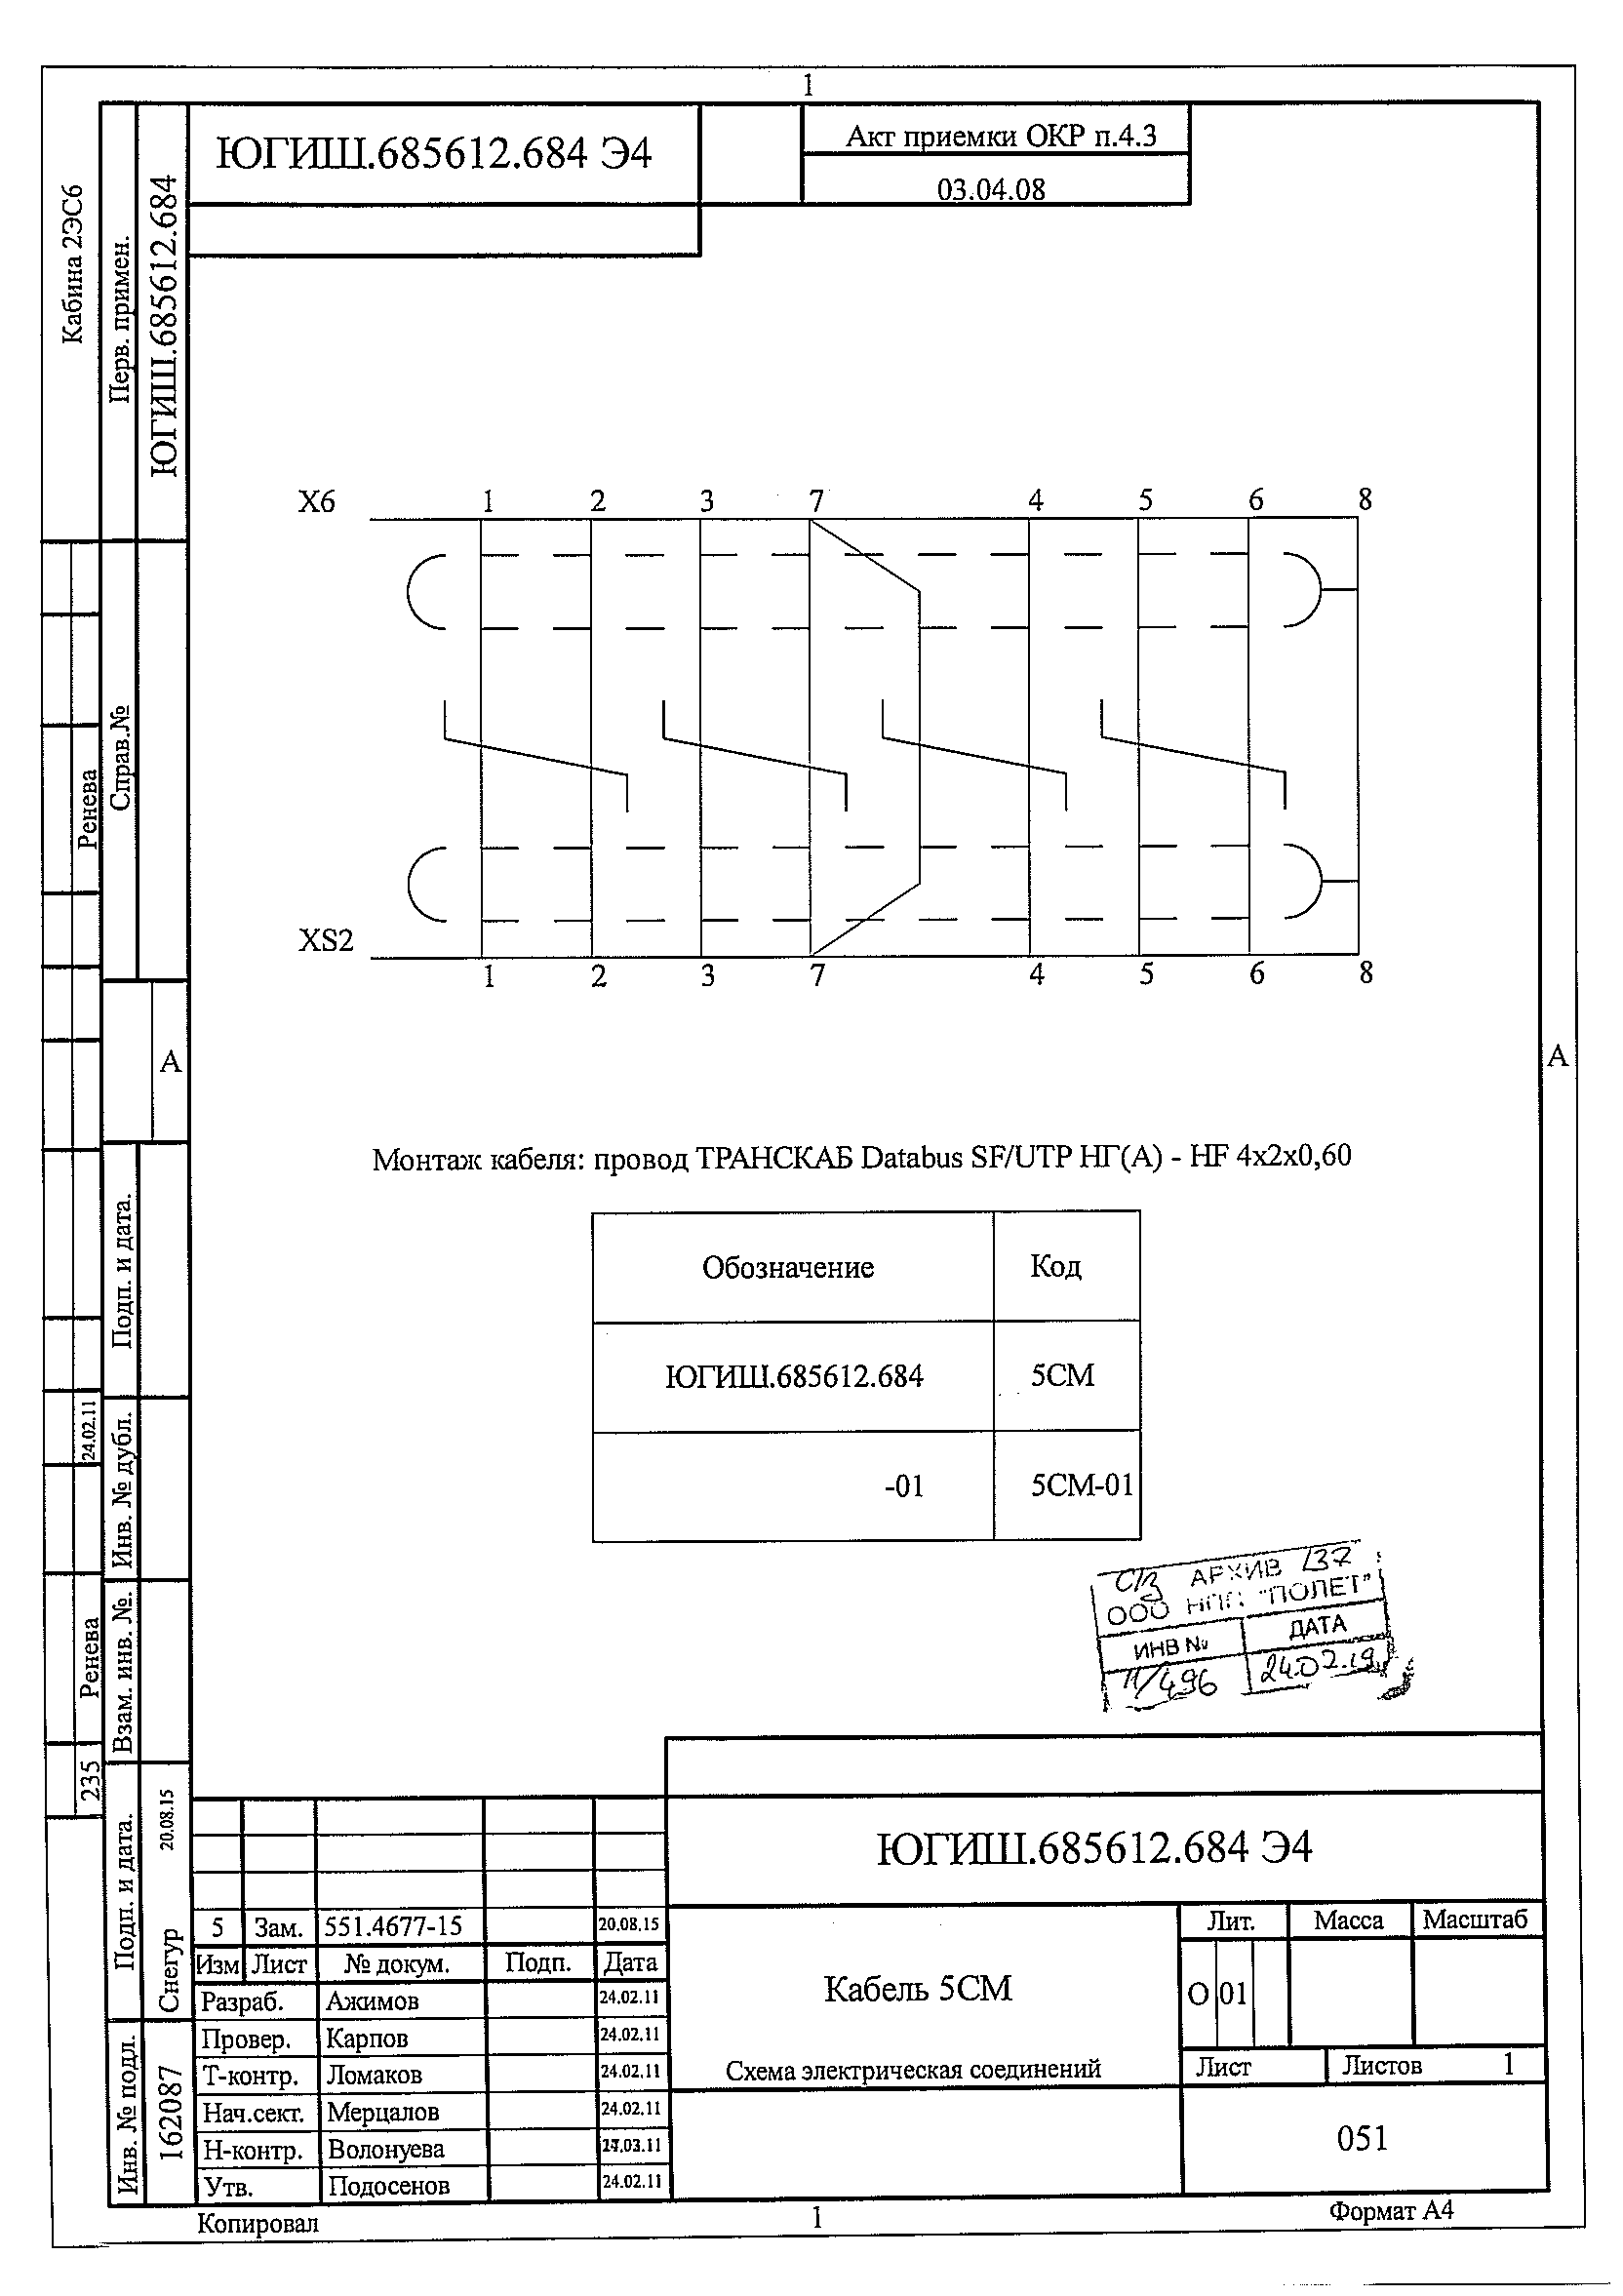 1
ЮГИШ.685612.684 Э4
Акт приемки ОКР п.4.3
03.04.08
Кабина 2ЭС6
Перв. примен.
ЮГИШ.685612.684
Справ.№
Ренева
X6 1 2 3 7 4 5 6 8
XS2
1 2 3 7 4 5 6 8
А
А
Монтаж кабеля: провод ТРАНСКАБ Databus SF/UTP НГ(А) - HF 4x2x0,60
Обозначение Код
ЮГИШ.685612.684 5СМ
-01 5СМ-01
АРХИВ 137
ООО НПП "ПОЛЕТ"
ИНВ № ДАТА
11/496 24.02.19
Подп. и дата.
Инв. № дубл.
24.02.11
Взам. инв. №.
Ренева
235
Подп. и дата.
Снегур 20.08.15
Инв. № подл.
162087
ЮГИШ.685612.684 Э4
5 Зам. 551.4677-15 20.08.15
Изм Лист № докум. Подп. Дата
Разраб. Ажимов 24.02.11
Провер. Карпов 24.02.11
Т-контр. Ломаков 24.02.11
Нач.сект. Мерцалов 24.02.11
Н-контр. Волонуева .03.11
Утв. Подосенов 24.02.11
Кабель 5СМ
Схема электрическая соединений
Лит. Масса Масштаб
О 01
Лист Листов 1
051
Копировал 1 Формат А4